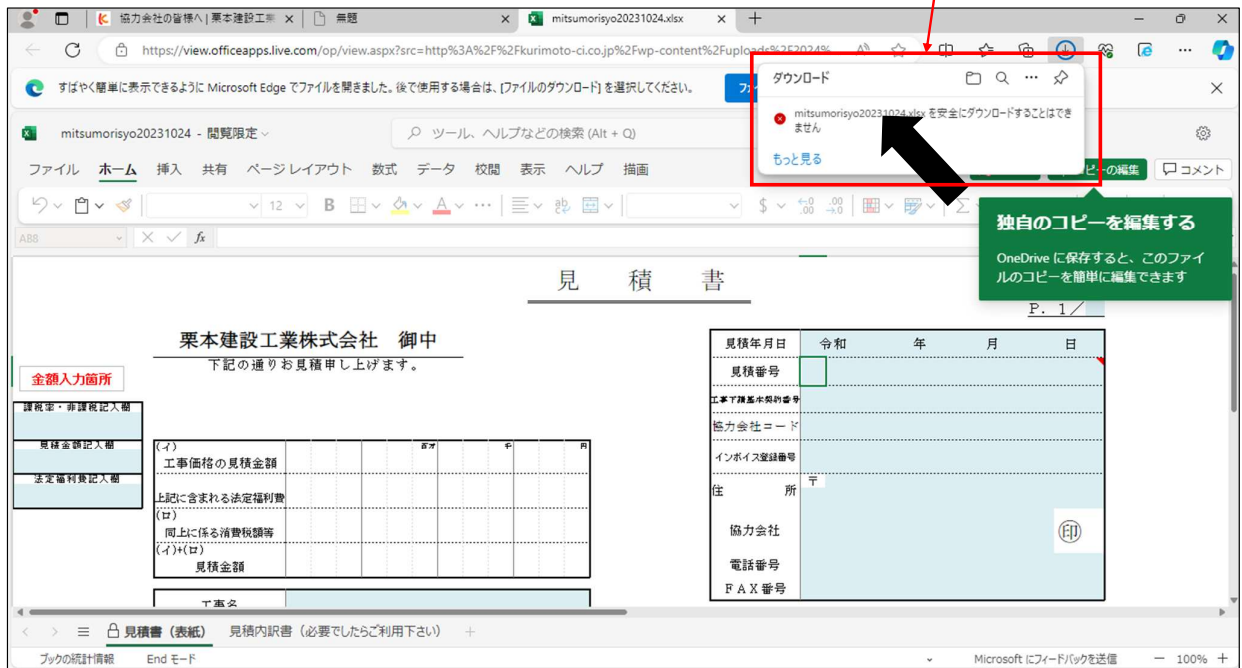 協力会社の皆様へ | 栗本建設工業
無題
mitsumorisyo20231024.xlsx
https://view.officeapps.live.com/op/view.aspx?src=http%3A%2F%2Fkurimoto-ci.co.jp%2Fwp-content%2Fuploads%2F2024%
すばやく簡単に表示できるように Microsoft Edge でファイルを開きました。後で使用する場合は、[ファイルのダウンロード] を選択してください。
ダウンロード
mitsumorisyo20231024.xlsx を安全にダウンロードすることはでき
ません
もっと見る
mitsumorisyo20231024 - 閲覧限定
ツール、ヘルプなどの検索 (Alt + Q)
ファイル ホーム 挿入 共有 ページ レイアウト 数式 データ 校閲 表示 ヘルプ 描画
コピーの編集
コメント
12
B
A
ab
$
.00
A88
fx
独自のコピーを編集する
OneDrive に保存すると、このファイ
ルのコピーを簡単に編集できます
見 積 書
P. 1/
栗本建設工業株式会社 御中
下記の通りお見積申し上げます。
金額入力箇所
課税率・非課税記入欄
見積金額記入欄
法定福利費記入欄
(イ)
百万 千 円
工事価格の見積金額
上記に含まれる法定福利費
(ロ)
同上に係る消費税額等
(イ)+(ロ)
見積金額
工事名
見積年月日 令和 年 月 日
見積番号
工事下請基本契約番号
協力会社コード
インボイス登録番号
住 所 〒
協力会社 印
電話番号
FAX番号
見積書（表紙） 見積内訳書（必要でしたらご利用下さい）
ブックの統計情報 End モード
Microsoft にフィードバックを送信 100%